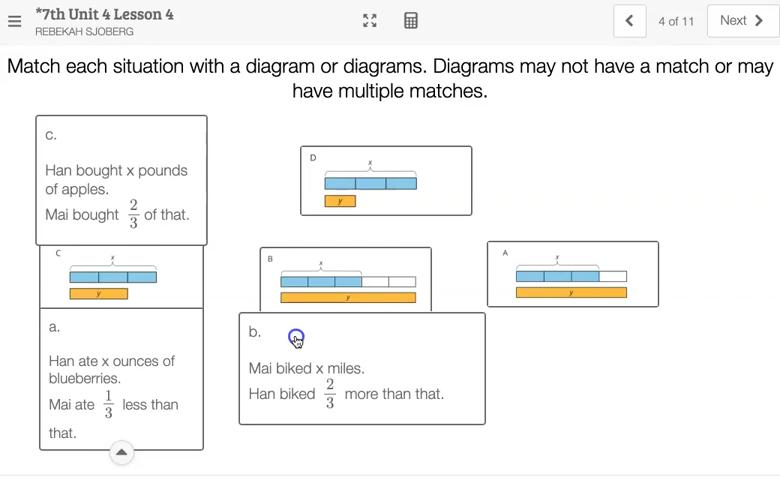 *7th Unit 4 Lesson 4
REBEKAH SJOBERG
4 of 11
Next
Match each situation with a diagram or diagrams. Diagrams may not have a match or may
have multiple matches.
c.
Han bought x pounds
of apples.
Mai bought 2/3 of that.
D
x
y
C
x
y
B
x
y
A
x
y
a.
Han ate x ounces of
blueberries.
Mai ate 1/3 less than
that.
b.
Mai biked x miles.
Han biked 2/3 more than that.